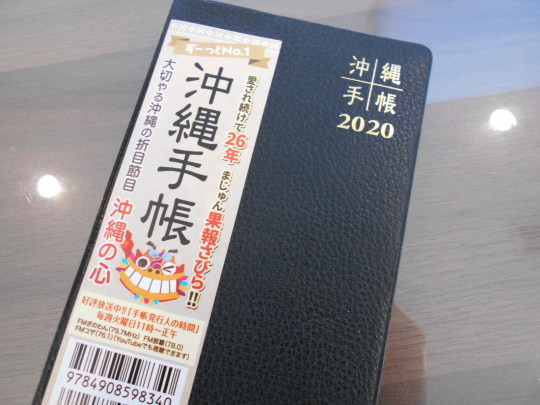 ずーっとNo.1
愛され続けて26年 まじゅん果報さびら!!
沖縄手帳
大切やる沖縄の折目節目
沖縄の心
好評放送中!!「手帳発行人の時間」
毎週火曜日11時〜正午
FMぎのわん(79.7MHz) FM那覇(78.0)
FMコザ(76.1)(YouTubeでも視聴できます)
9784908598340
沖縄
手帳
2020